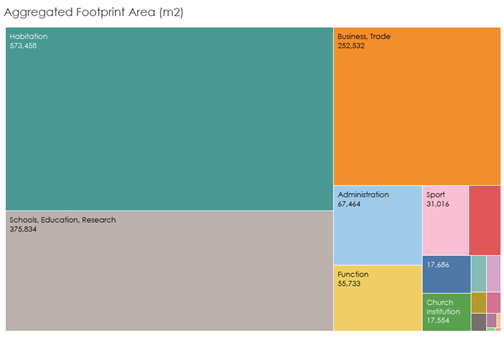 Aggregated Footprint Area (m2)
Habitation
573,458
Business, Trade
252,532
Schools, Education, Research
375,834
Administration
67,464
Sport
31,016
Function
55,733
17,686
Church
Institution
17,554